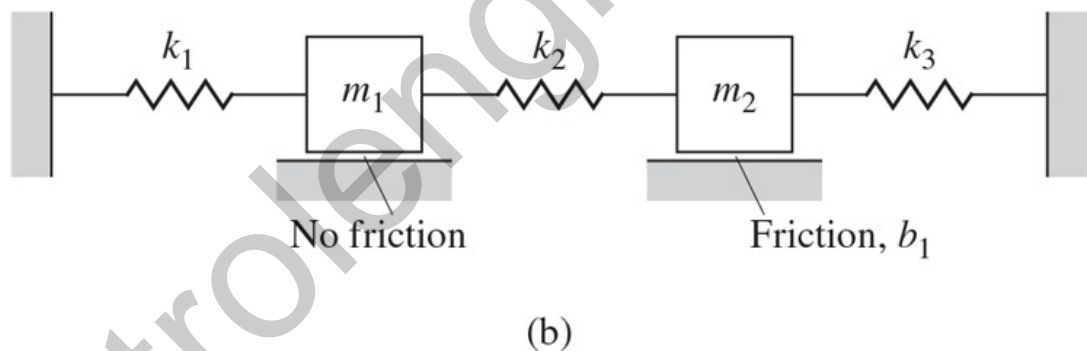 k₁ k₂ k₃
m₁ m₂
No friction Friction, b₁
(b)